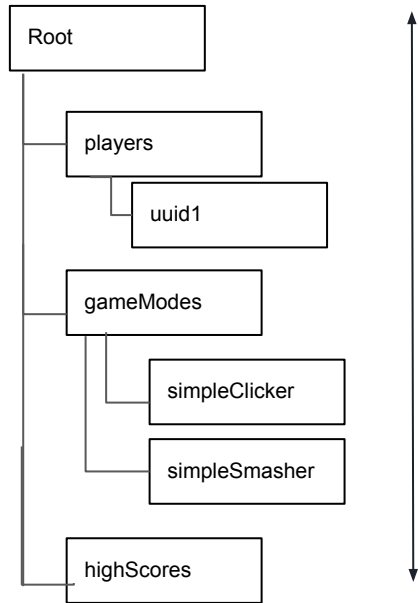 Root
players
uuid1
gameModes
simpleClicker
simpleSmasher
highScores